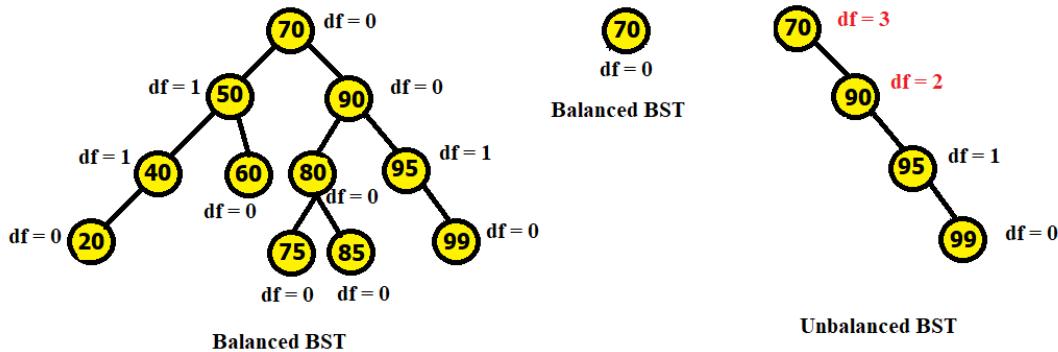 70 df = 0
df = 1 50 90 df = 0
df = 1 40 60 80 95 df = 1
df = 0 df = 0
df = 0 20 75 85 99 df = 0
df = 0 df = 0
Balanced BST
70
df = 0
Balanced BST
70 df = 3
90 df = 2
95 df = 1
99 df = 0
Unbalanced BST